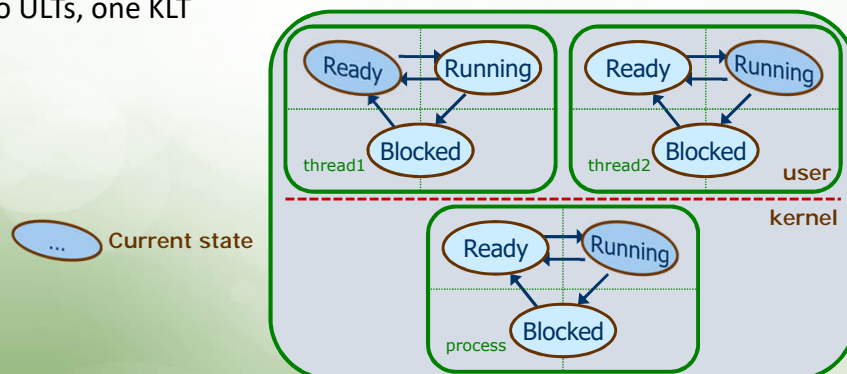 o ULTs, one KLT
Ready Running
Blocked
thread1
Ready Running
Blocked
thread2
user
kernel
... Current state
Ready Running
Blocked
process